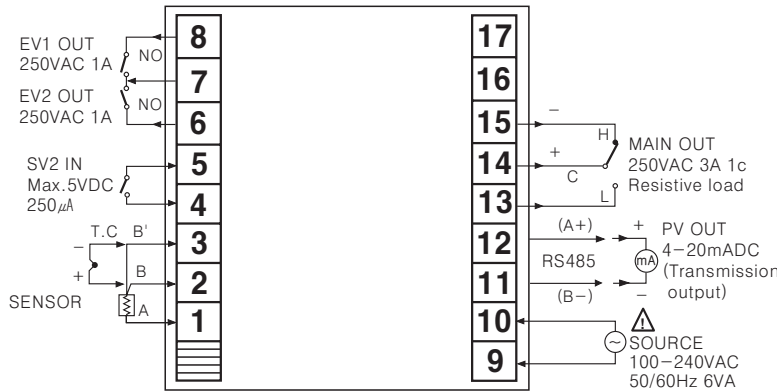 EV1 OUT
250VAC 1A
NO
EV2 OUT
250VAC 1A
NO
SV2 IN
Max.5VDC
250㎂
T.C
B'
−
+
B
A
SENSOR
8
7
6
5
4
3
2
1
17
16
15
14
13
12
11
10
9
−
H
+
C
L
MAIN OUT
250VAC 3A 1c
Resistive load
(A+)
RS485
(B−)
+
mA
−
PV OUT
4−20mADC
(Transmission
output)
!
~
SOURCE
100−240VAC
50/60Hz 6VA